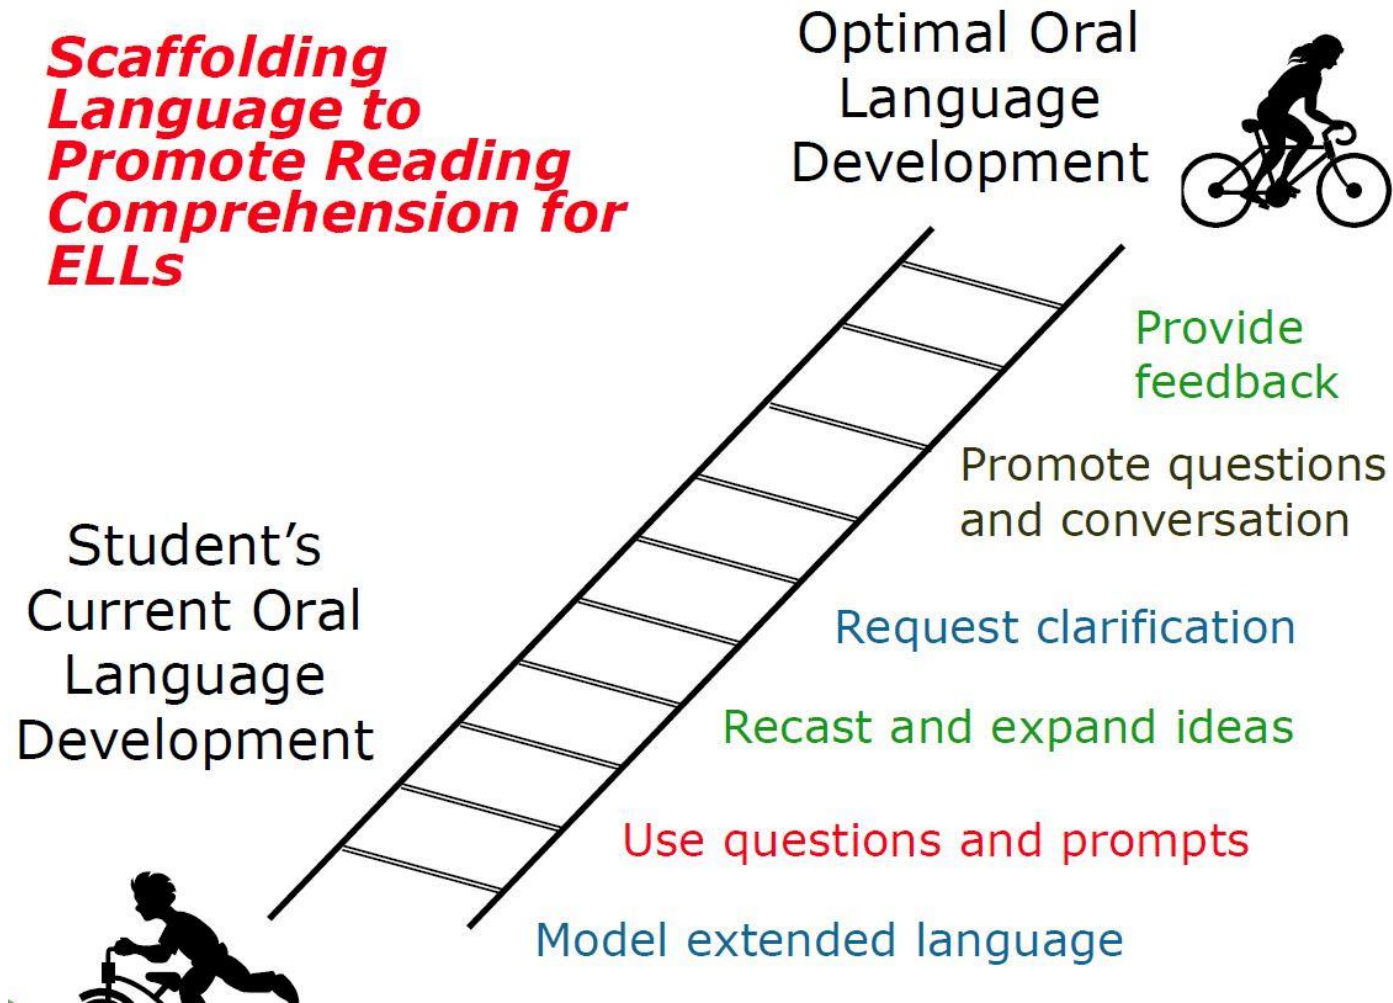 Scaffolding
Language to
Promote Reading
Comprehension for
ELLs
Optimal Oral
Language
Development
Provide
feedback
Promote questions
and conversation
Student’s
Current Oral
Language
Development
Request clarification
Recast and expand ideas
Use questions and prompts
Model extended language